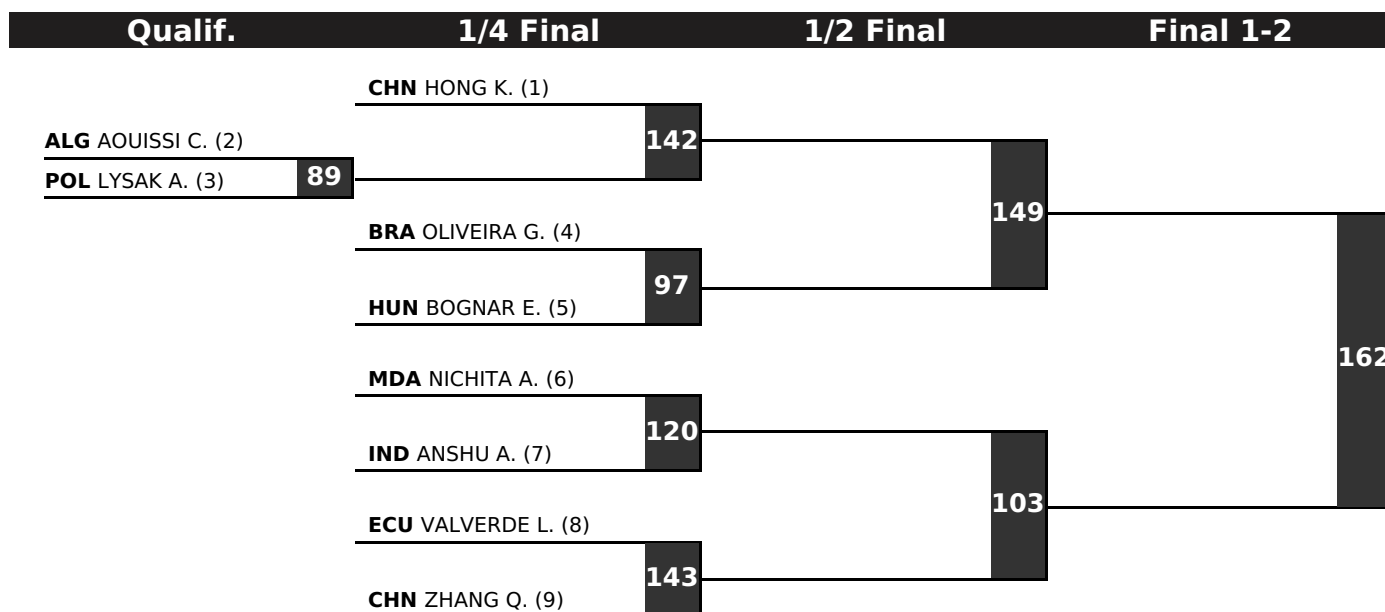 Qualif. 1/4 Final 1/2 Final Final 1-2
CHN HONG K. (1)
142
ALG AOUISSI C. (2)
POL LYSAK A. (3)
89
149
BRA OLIVEIRA G. (4)
97
HUN BOGNAR E. (5)
162
MDA NICHITA A. (6)
120
IND ANSHU A. (7)
103
ECU VALVERDE L. (8)
143
CHN ZHANG Q. (9)